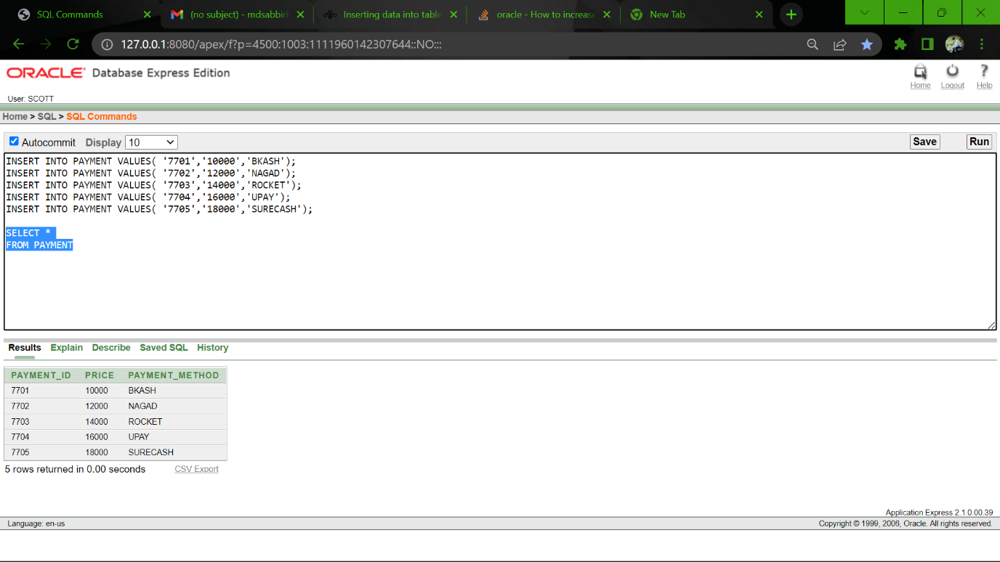 SQL Commands
(no subject) - mdsabbirk
Inserting data into table
oracle - How to increase
New Tab
127.0.0.1:8080/apex/f?p=4500:1003:1111960142307644::NO:::
ORACLE Database Express Edition
Home Logout Help
User: SCOTT
Home > SQL > SQL Commands
Autocommit Display 10 Save Run
INSERT INTO PAYMENT VALUES( '7701','10000','BKASH');
INSERT INTO PAYMENT VALUES( '7702','12000','NAGAD');
INSERT INTO PAYMENT VALUES( '7703','14000','ROCKET');
INSERT INTO PAYMENT VALUES( '7704','16000','UPAY');
INSERT INTO PAYMENT VALUES( '7705','18000','SURECASH');
SELECT *
FROM PAYMENT
Results Explain Describe Saved SQL History
PAYMENT_ID PRICE PAYMENT_METHOD
7701 10000 BKASH
7702 12000 NAGAD
7703 14000 ROCKET
7704 16000 UPAY
7705 18000 SURECASH
5 rows returned in 0.00 seconds CSV Export
Application Express 2.1.0.00.39
Language: en-us Copyright © 1999, 2006, Oracle. All rights reserved.